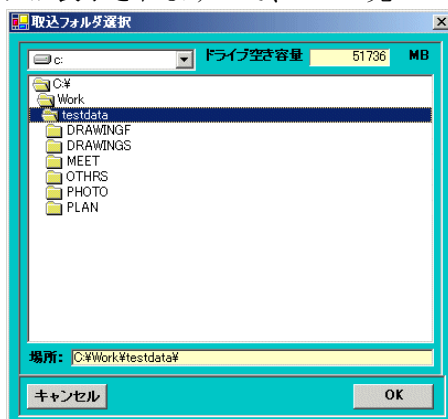 取込フォルダ選択
c:
ドライブ空き容量 51736 MB
C:¥
Work
testdata
DRAWINGF
DRAWINGS
MEET
OTHRS
PHOTO
PLAN
場所: C:¥Work¥testdata¥
キャンセル OK